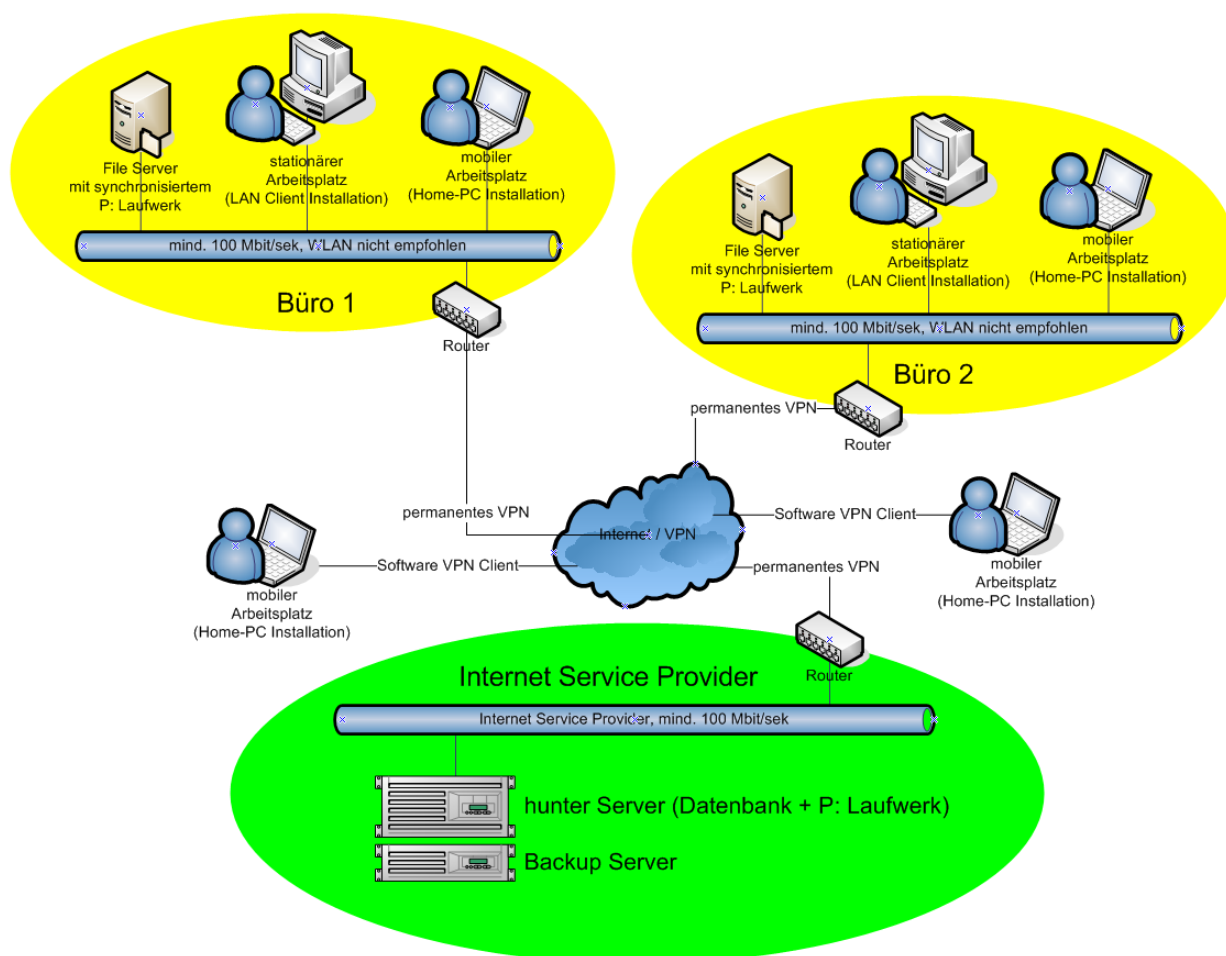 File Server
mit synchronisiertem
P: Laufwerk
stationärer
Arbeitsplatz
(LAN Client Installation)
mobiler
Arbeitsplatz
(Home-PC Installation)
mind. 100 Mbit/sek, WLAN nicht empfohlen
Büro 1
Router
File Server
mit synchronisiertem
P: Laufwerk
stationärer
Arbeitsplatz
(LAN Client Installation)
mobiler
Arbeitsplatz
(Home-PC Installation)
mind. 100 Mbit/sek, WLAN nicht empfohlen
Büro 2
permanentes VPN
Router
permanentes VPN
Internet / VPN
Software VPN Client
mobiler
Arbeitsplatz
(Home-PC Installation)
Software VPN Client
mobiler
Arbeitsplatz
(Home-PC Installation)
permanentes VPN
Internet Service Provider
Router
Internet Service Provider, mind. 100 Mbit/sek
hunter Server (Datenbank + P: Laufwerk)
Backup Server